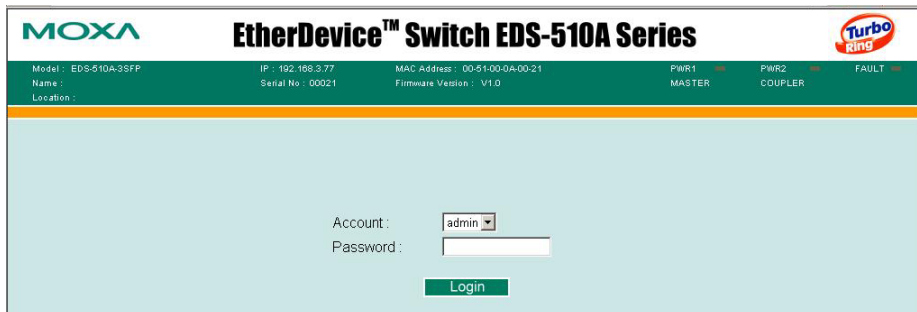 MOXA EtherDevice™ Switch EDS-510A Series Turbo Ring
Model : EDS-510A-3SFP IP : 192.168.3.77 MAC Address : 00-51-00-0A-00-21 PWR1 PWR2 FAULT
Name : Serial No : 00021 Firmware Version : V1.0 MASTER COUPLER
Location :
Account : admin
Password :
Login